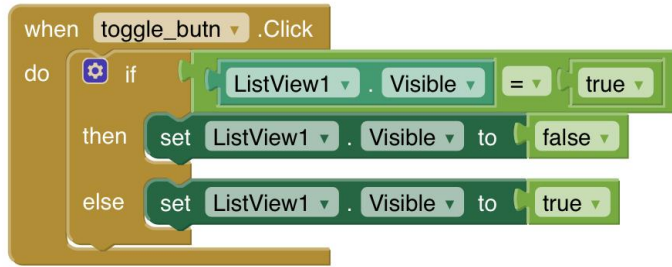 when toggle_butn .Click
do if ListView1 . Visible = true
then set ListView1 . Visible to false
else set ListView1 . Visible to true